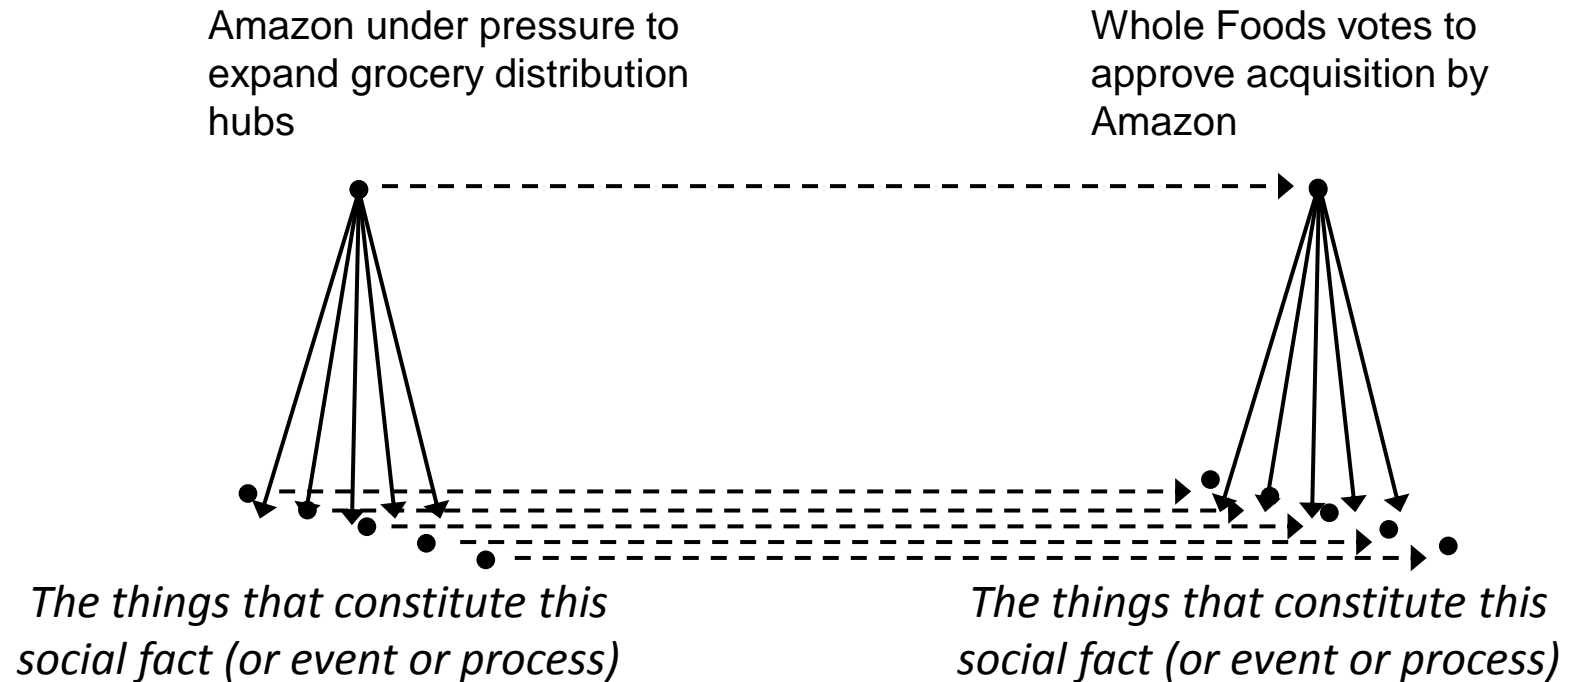 Amazon under pressure to
expand grocery distribution
hubs
Whole Foods votes to
approve acquisition by
Amazon
The things that constitute this
social fact (or event or process)
The things that constitute this
social fact (or event or process)